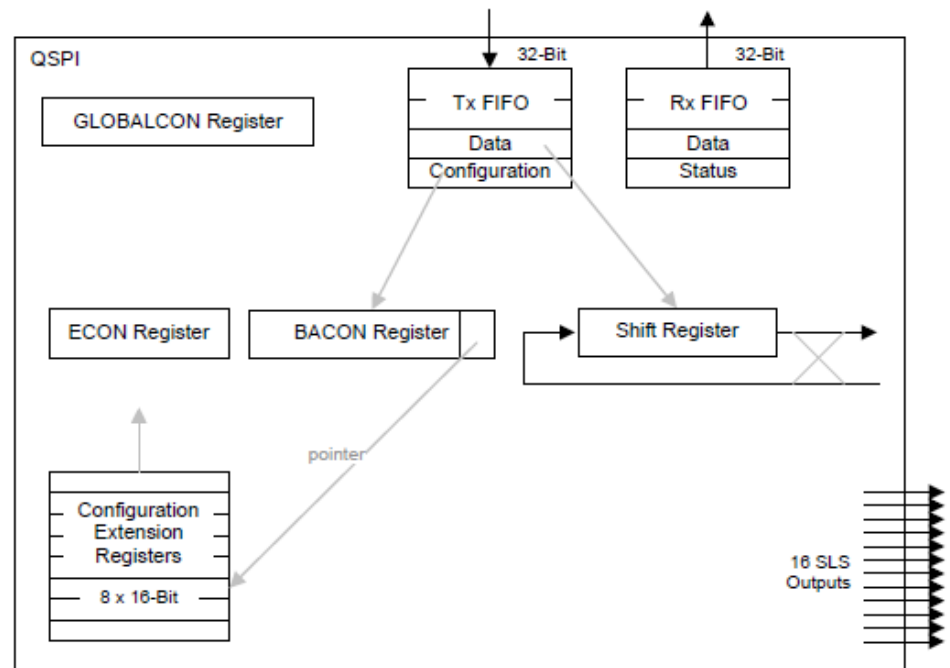 QSPI
32-Bit
32-Bit
Tx FIFO
Rx FIFO
GLOBALCON Register
Data
Data
Configuration
Status
ECON Register
BACON Register
Shift Register
pointer
Configuration
Extension
Registers
8 x 16-Bit
16 SLS
Outputs